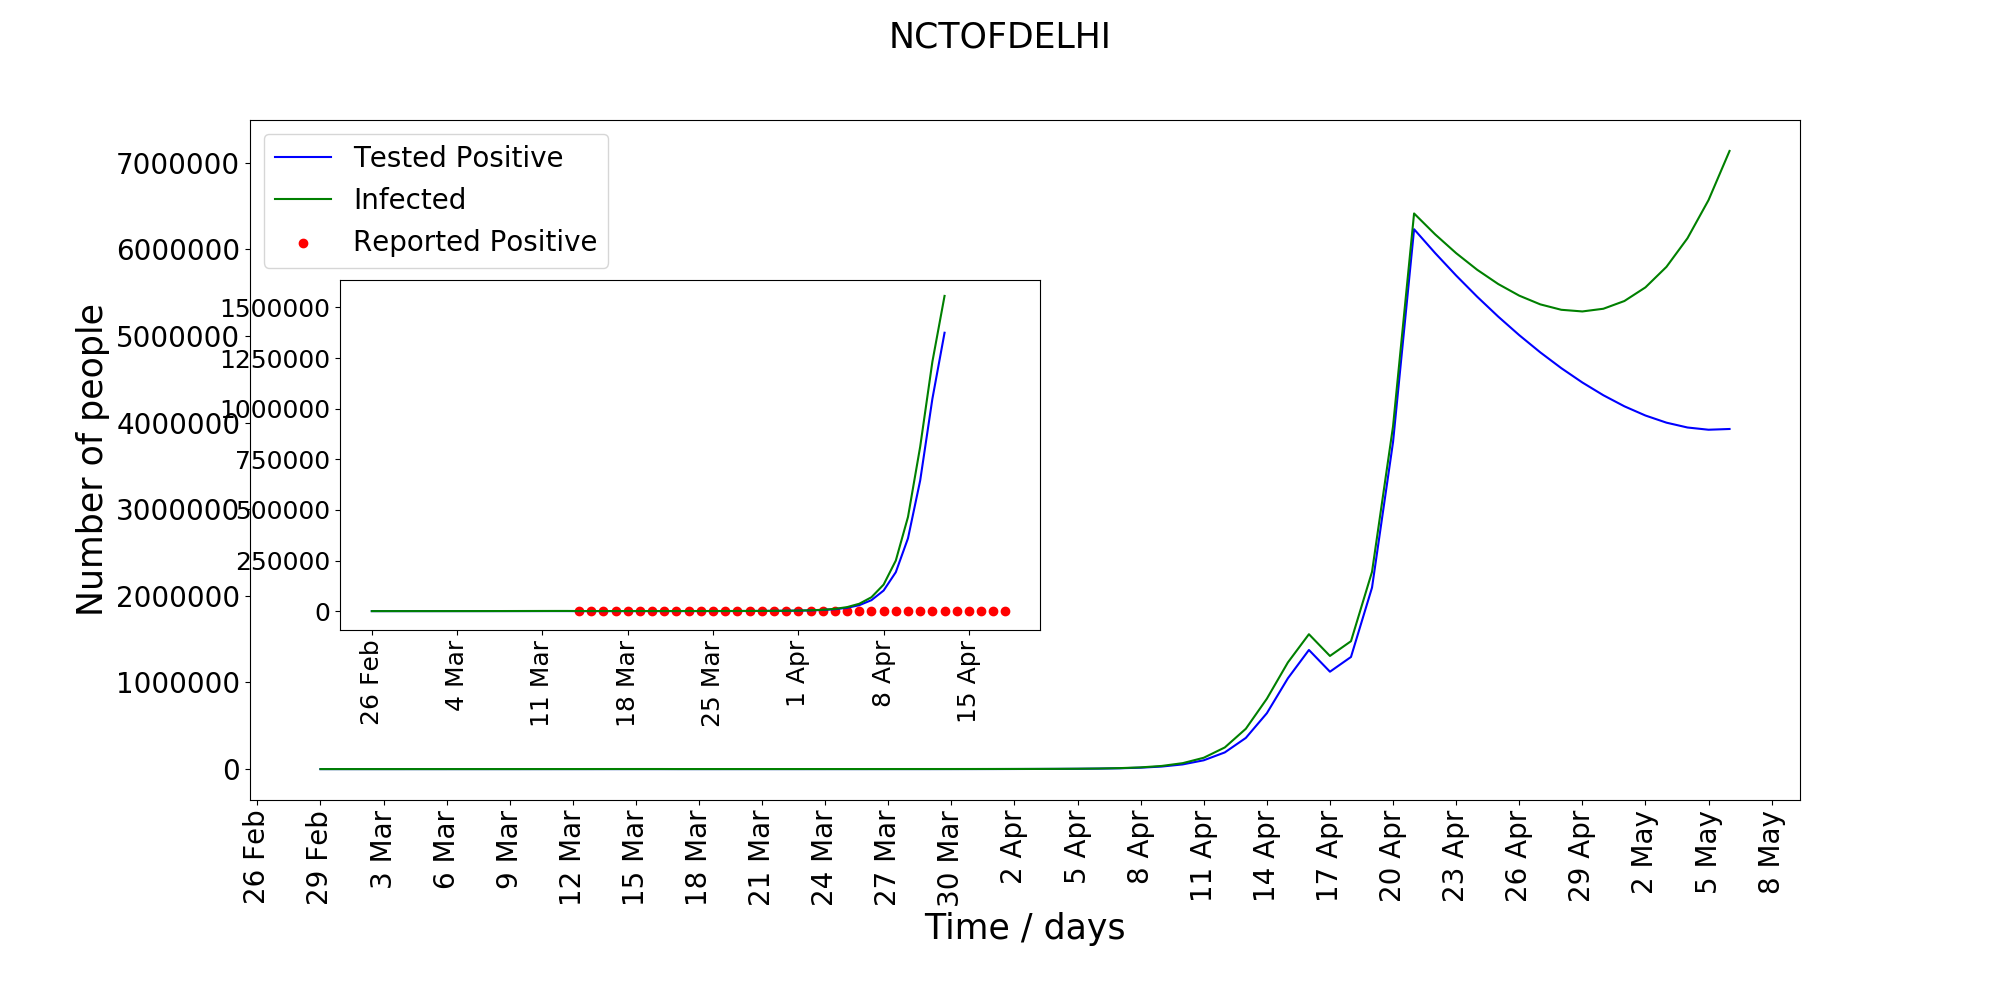 NCTOFDELHI
Tested Positive
Infected
Reported Positive
Number of people
7000000
6000000
5000000
4000000
3000000
2000000
1000000
0
1500000
1250000
1000000
750000
500000
250000
0
26 Feb
4 Mar
11 Mar
18 Mar
25 Mar
1 Apr
8 Apr
15 Apr
26 Feb
29 Feb
3 Mar
6 Mar
9 Mar
12 Mar
15 Mar
18 Mar
21 Mar
24 Mar
27 Mar
30 Mar
2 Apr
5 Apr
8 Apr
11 Apr
14 Apr
17 Apr
20 Apr
23 Apr
26 Apr
29 Apr
2 May
5 May
8 May
Time / days